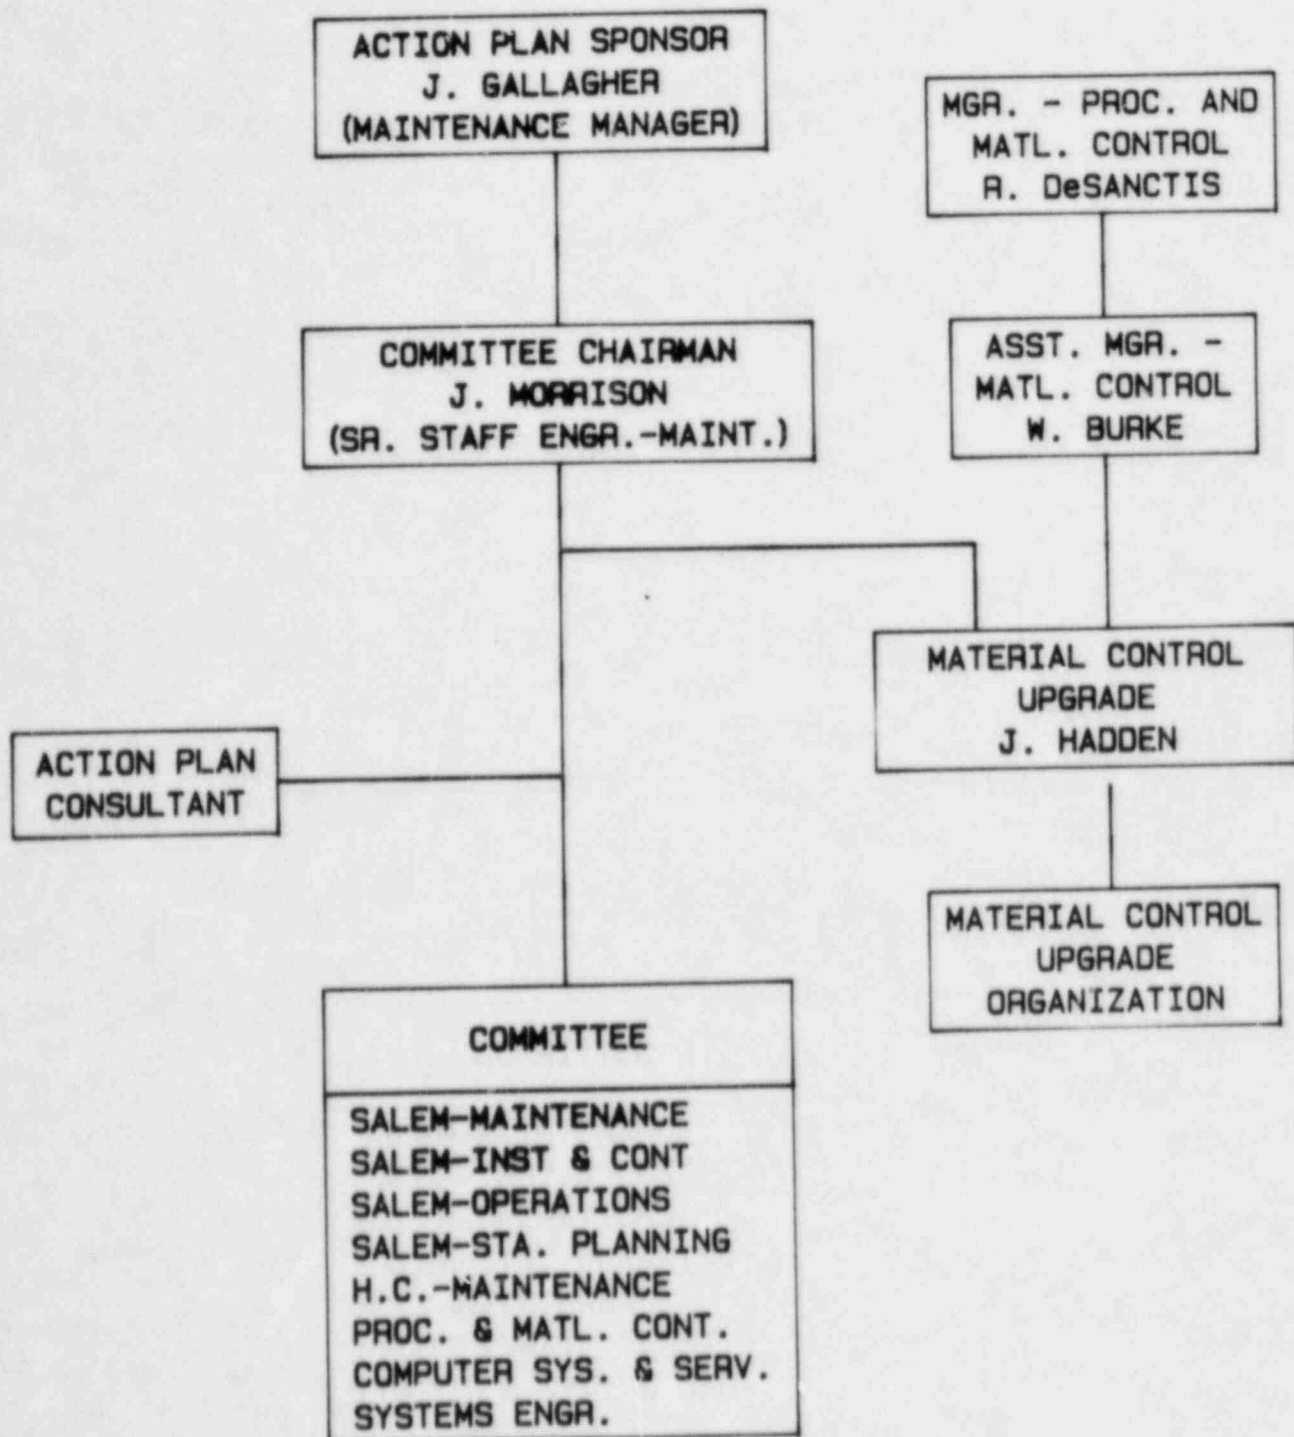 ACTION PLAN SPONSOR
J. GALLAGHER
(MAINTENANCE MANAGER)
MGR. - PROC. AND
MATL. CONTROL
R. DeSANCTIS
COMMITTEE CHAIRMAN
J. MORRISON
(SR. STAFF ENGR.-MAINT.)
ASST. MGR. -
MATL. CONTROL
W. BURKE
MATERIAL CONTROL
UPGRADE
J. HADDEN
ACTION PLAN
CONSULTANT
MATERIAL CONTROL
UPGRADE
ORGANIZATION
COMMITTEE
SALEM-MAINTENANCE
SALEM-INST & CONT
SALEM-OPERATIONS
SALEM-STA. PLANNING
H.C.-MAINTENANCE
PROC. & MATL. CONT.
COMPUTER SYS. & SERV.
SYSTEMS ENGR.